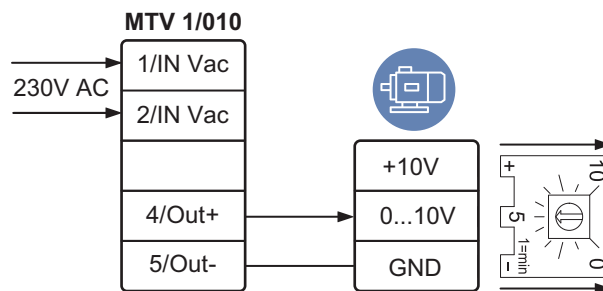 MTV 1/010
1/IN Vac
230V AC
2/IN Vac
+10V
4/Out+
0...10V
5/Out-
GND
+
10
5
1=min
-
0